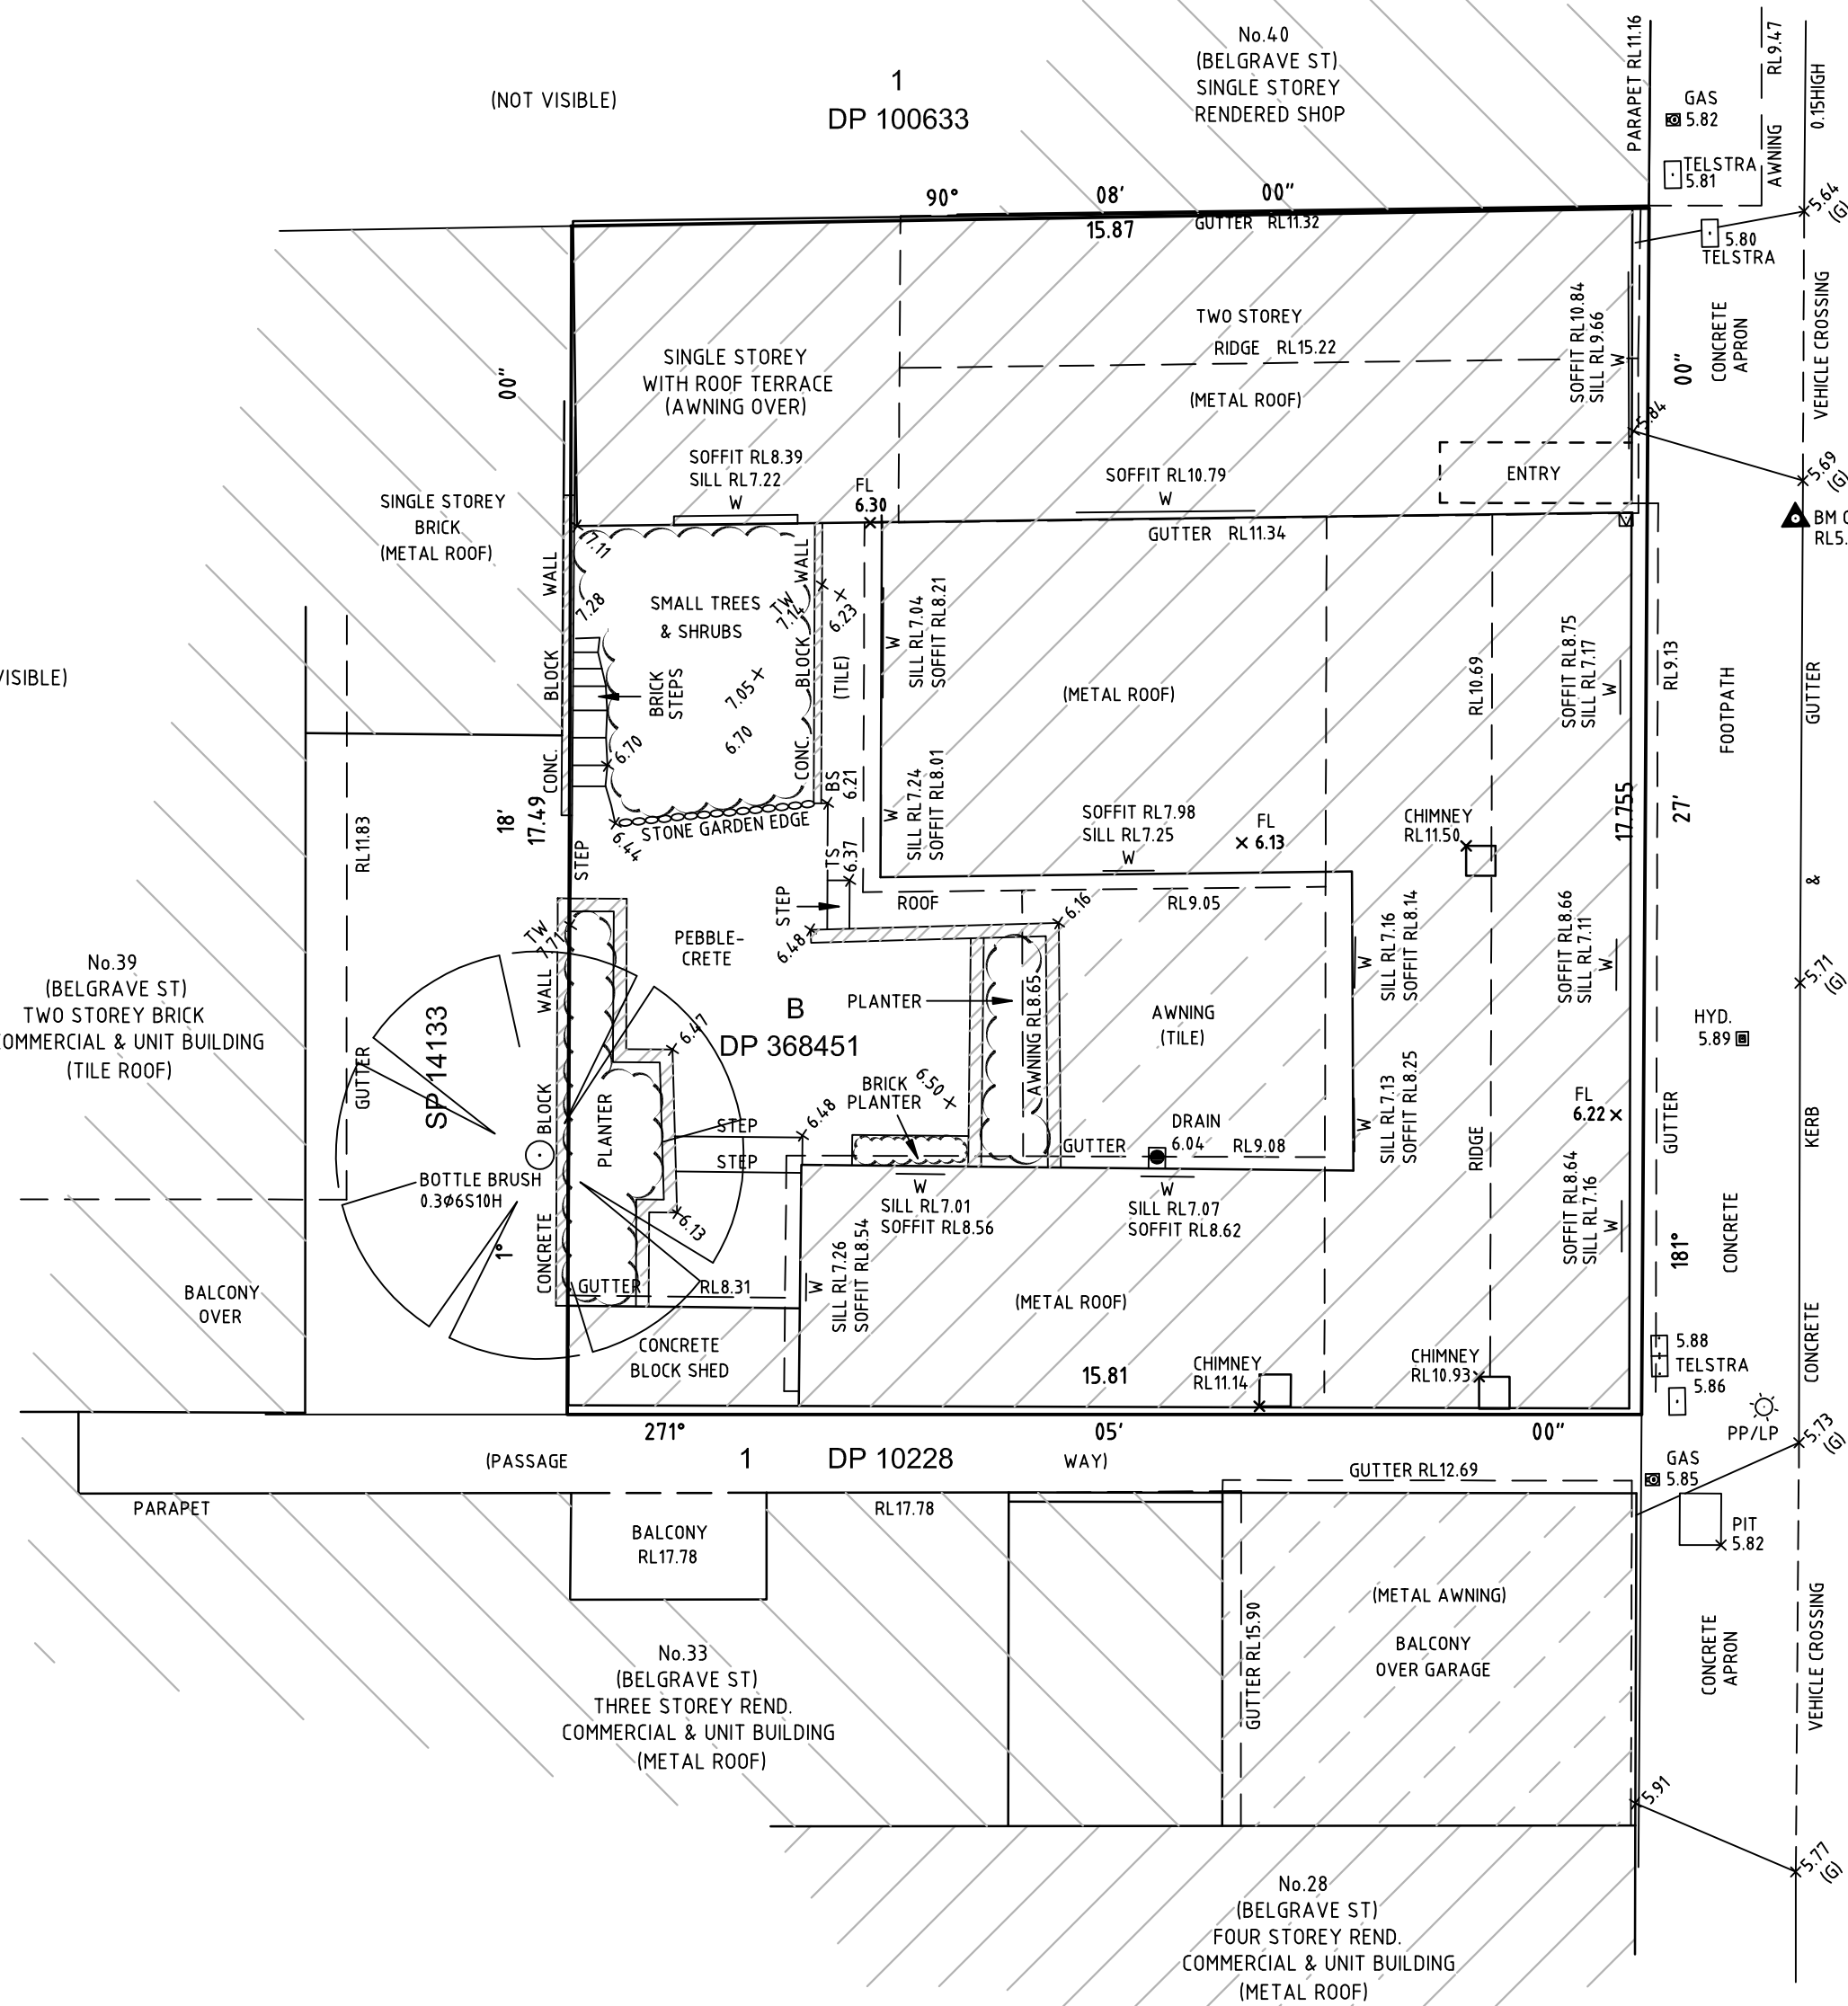 No.40
(BELGRAVE ST)
SINGLE STOREY
RENDERED SHOP
1
DP 100633
(NOT VISIBLE)
PARAPET RL11.16
GAS
5.82
TELSTRA
5.81
AWNING RL9.47
0.15HIGH
5.64
(G)
5.80
TELSTRA
90° 08' 00"
15.87
GUTTER RL11.32
TWO STOREY
RIDGE RL15.22
(METAL ROOF)
SINGLE STOREY
WITH ROOF TERRACE
(AWNING OVER)
SOFFIT RL10.84
SILL RL9.66
W
00"
CONCRETE
APRON
VEHICLE CROSSING
5.84
5.69
(G)
00"
SOFFIT RL8.39
SILL RL7.22
W
FL
6.30
SOFFIT RL10.79
W
ENTRY
GUTTER RL11.34
SINGLE STOREY
BRICK
(METAL ROOF)
7.11
7.28
SMALL TREES
& SHRUBS
TW
7.14
6.23
(TILE)
CONC. BLOCK WALL
CONC. BLOCK WALL
BRICK
STEPS
7.05
6.70
6.70
W
SILL RL7.04
SOFFIT RL8.21
(METAL ROOF)
RL10.69
SOFFIT RL8.75
SILL RL7.17
W
RL9.13
FOOTPATH
GUTTER
18'
17.49
RL11.83
6.44
STONE GARDEN EDGE
STEP
BS
6.21
TS
6.37
W
SILL RL7.24
SOFFIT RL8.01
SOFFIT RL7.98
SILL RL7.25
W
FL
6.13
CHIMNEY
RL11.50
17.755
27'
&
ROOF
RL9.05
STEP
6.48
6.16
TW
7.71
PEBBLE-
CRETE
B
DP 368451
PLANTER
AWNING RL8.65
AWNING
(TILE)
W
SILL RL7.16
SOFFIT RL8.14
SOFFIT RL8.66
SILL RL7.11
W
5.71
(G)
HYD.
5.89
No.39
(BELGRAVE ST)
TWO STOREY BRICK
(TILE ROOF)
GUTTER
SP 14133
6.47
BRICK
PLANTER
6.50
6.48
STEP
STEP
PLANTER
CONCRETE BLOCK WALL
BOTTLE BRUSH
0.3ø6S10H
GUTTER
DRAIN
6.04
RL9.08
W
SILL RL7.13
SOFFIT RL8.25
FL
6.22
RIDGE
GUTTER
KERB
W
SILL RL7.01
SOFFIT RL8.56
W
SILL RL7.07
SOFFIT RL8.62
6.13
1°
GUTTER RL8.31
W
SILL RL7.26
SOFFIT RL8.54
(METAL ROOF)
SOFFIT RL8.64
SILL RL7.16
W
181°
CONCRETE
CONCRETE
BALCONY
OVER
CONCRETE
BLOCK SHED
15.81
CHIMNEY
RL11.14
CHIMNEY
RL10.93
5.88
TELSTRA
5.86
PP/LP
5.73
(G)
271° 05' 00"
(PASSAGE
1
DP 10228
WAY)
GUTTER RL12.69
GAS
5.85
PIT
5.82
PARAPET
RL17.78
BALCONY
RL17.78
GUTTER RL15.90
(METAL AWNING)
BALCONY
OVER GARAGE
CONCRETE
APRON
VEHICLE CROSSING
No.33
(BELGRAVE ST)
THREE STOREY REND.
COMMERCIAL & UNIT BUILDING
(METAL ROOF)
5.91
5.77
(G)
No.28
(BELGRAVE ST)
FOUR STOREY REND.
COMMERCIAL & UNIT BUILDING
(METAL ROOF)